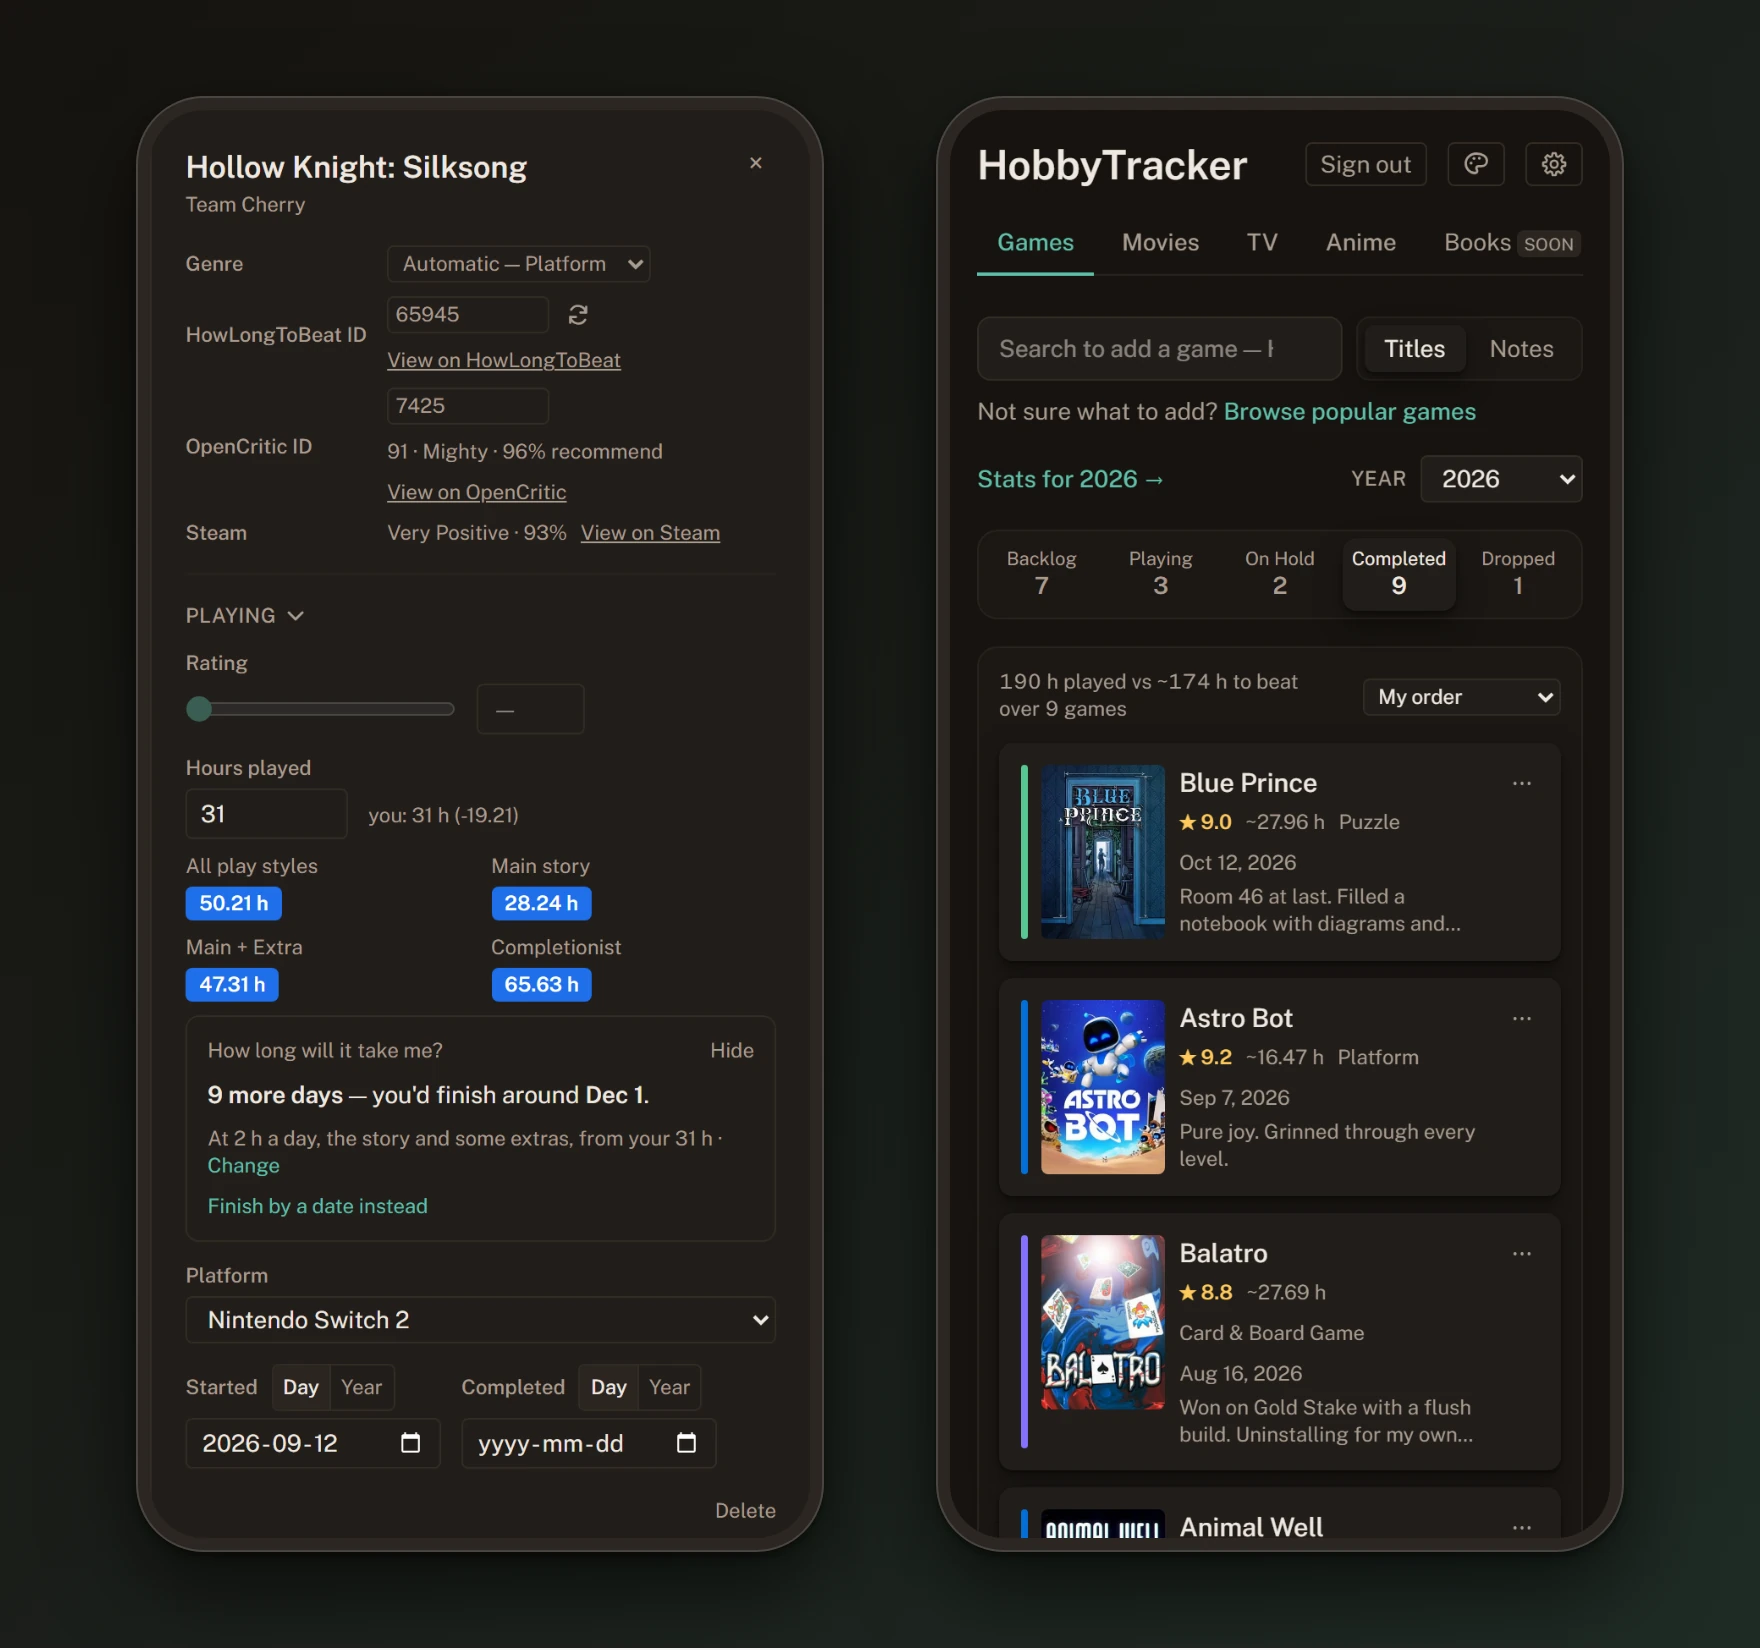 Hollow Knight: Silksong
×
Team Cherry
Genre
Automatic — Platform
HowLongToBeat ID
65945
View on HowLongToBeat
OpenCritic ID
7425
91 · Mighty · 96% recommend
View on OpenCritic
Steam
Very Positive · 93% View on Steam
PLAYING
Rating
—
Hours played
31
you: 31 h (-19.21)
All play styles
50.21 h
Main story
28.24 h
Main + Extra
47.31 h
Completionist
65.63 h
How long will it take me?
Hide
9 more days — you'd finish around Dec 1.
At 2 h a day, the story and some extras, from your 31 h ·
Change
Finish by a date instead
Platform
Nintendo Switch 2
Started Day Year
2026-09-12
Completed Day Year
yyyy-mm-dd
Delete
HobbyTracker
Sign out
Games Movies TV Anime Books SOON
Search to add a game —
Titles Notes
Not sure what to add? Browse popular games
Stats for 2026 →
YEAR 2026
Backlog
7
Playing
3
On Hold
2
Completed
9
Dropped
1
190 h played vs ~174 h to beat
over 9 games
My order
BLUE
PRINCE
Blue Prince
...
★ 9.0 ~27.96 h Puzzle
Oct 12, 2026
Room 46 at last. Filled a
notebook with diagrams and...
ASTRO
BOT
Astro Bot
...
★ 9.2 ~16.47 h Platform
Sep 7, 2026
Pure joy. Grinned through every
level.
BALATRO
Balatro
...
★ 8.8 ~27.69 h
Card & Board Game
Aug 16, 2026
Won on Gold Stake with a flush
build. Uninstalling for my own...
ANIMAL WELL
Animal Well
...